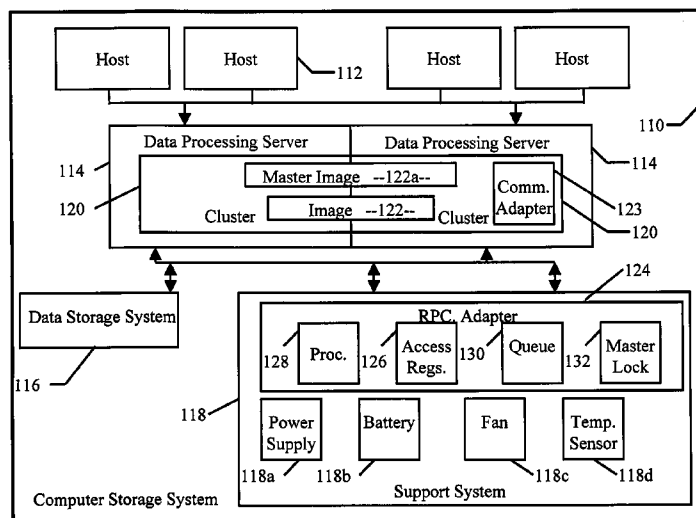 Host
Host
112
Host
Host
110
Data Processing Server
Data Processing Server
114
114
Master Image --122a--
120
Comm.
Adapter
123
Image --122--
Cluster
Cluster
120
124
Data Storage System
RPC. Adapter
128
Proc.
126
Access
Regs.
130
Queue
132
Master
Lock
116
118
Power
Supply
Battery
Fan
Temp.
Sensor
118a
118b
118c
118d
Computer Storage System
Support System